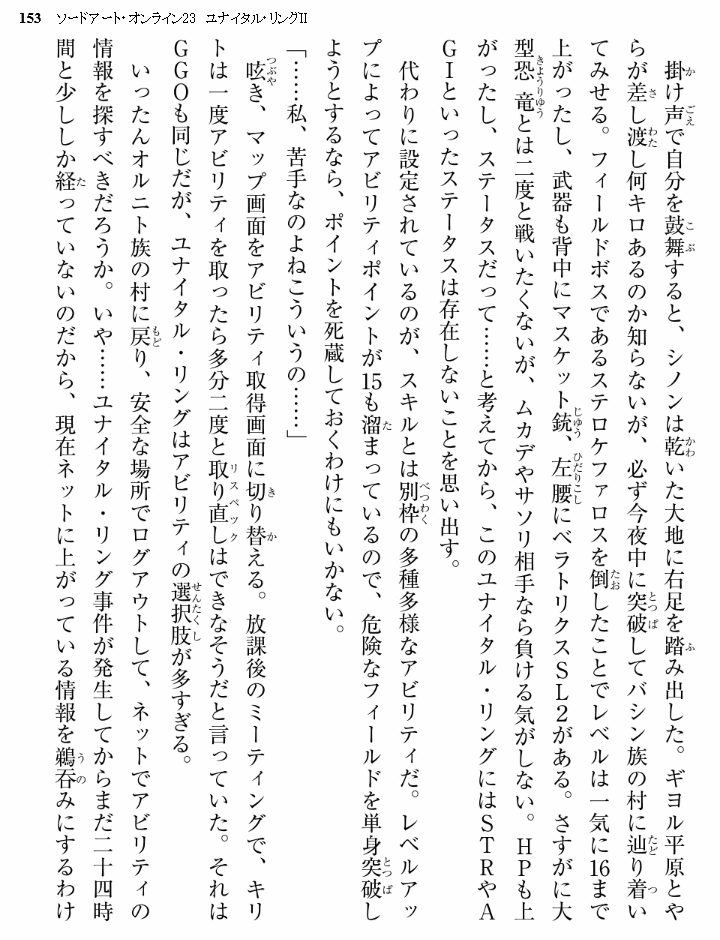 153 ソードアート・オンライン23 ユナイタル・リングⅡ
掛け声で自分を鼓舞すると、シノンは乾いた大地に右足を踏み出した。ギヨル平原とや
らが差し渡し何キロあるのか知らないが、必ず今夜中に突破してバシン族の村に辿り着い
てみせる。フィールドボスであるステロケファロスを倒したことでレベルは一気に16まで
上がったし、武器も背中にマスケット銃、左腰にベラトリクスSL2がある。さすがに大
型恐竜とは二度と戦いたくないが、ムカデやサソリ相手なら負ける気がしない。HPも上
がったし、ステータスだって……と考えてから、このユナイタル・リングにはSTRやA
GIといったステータスは存在しないことを思い出す。
代わりに設定されているのが、スキルとは別枠の多種多様なアビリティだ。レベルアッ
プによってアビリティポイントが15も溜まっているので、危険なフィールドを単身突破し
ようとするなら、ポイントを死蔵しておくわけにもいかない。
「……私、苦手なのよねこういうの……」
呟き、マップ画面をアビリティ取得画面に切り替える。放課後のミーティングで、キリ
トは一度アビリティを取ったら多分二度と取り直しはできなそうだと言っていた。それは
GGOも同じだが、ユナイタル・リングはアビリティの選択肢が多すぎる。
いったんオルニト族の村に戻り、安全な場所でログアウトして、ネットでアビリティの
情報を探すべきだろうか。いや……ユナイタル・リング事件が発生してからまだ二十四時
間と少ししか経っていないのだから、現在ネットに上がっている情報を鵜呑みにするわけ